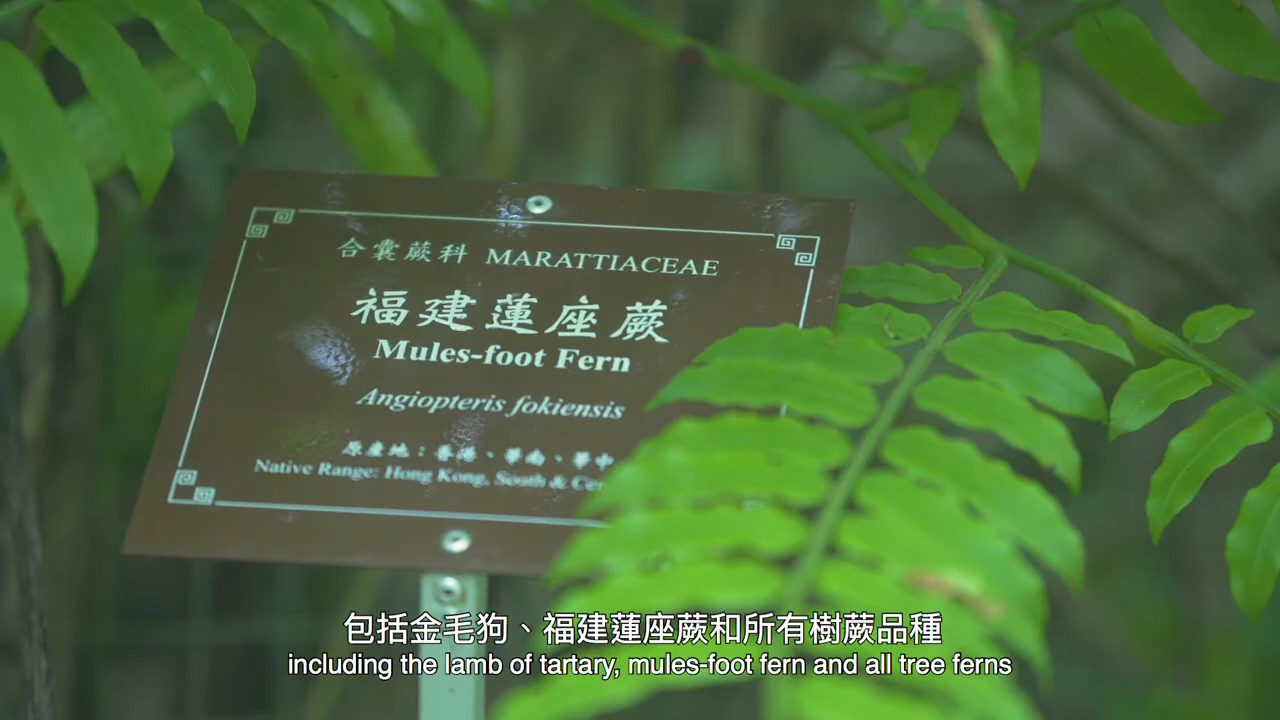 合囊蕨科 MARATTIACEAE
福建蓮座蕨
Mules-foot Fern
Angiopteris fokiensis
原產地：香港、華南、華中
Native Range: Hong Kong, South &
包括金毛狗、福建蓮座蕨和所有樹蕨品種
including the lamb of tartary, mules-foot fern and all tree ferns